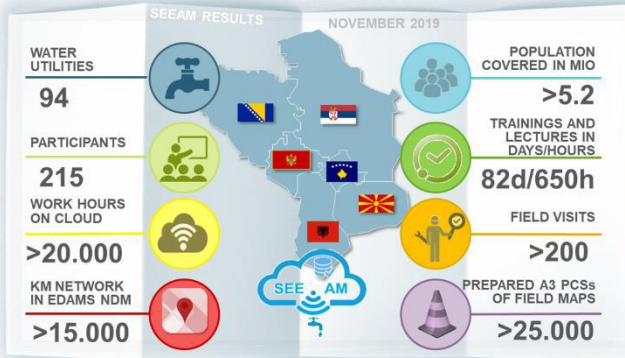 SEEAM RESULTS
NOVEMBER 2019
WATER
UTILITIES
94
PARTICIPANTS
215
WORK HOURS
ON CLOUD
>20.000
KM NETWORK
IN EDAMS NDM
>15.000
SEE AM
POPULATION
COVERED IN MIO
>5.2
TRAININGS AND
LECTURES IN
DAYS/HOURS
82d/650h
FIELD VISITS
>200
PREPARED A3 PCSs
OF FIELD MAPS
>25.000